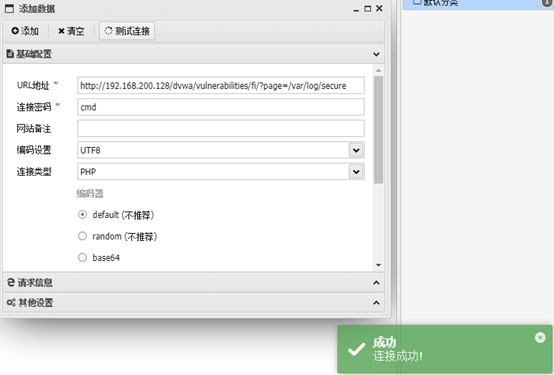 添加数据
默认分类
1
添加
清空
测试连接
基础配置
URL地址 *
http://192.168.200.128/dvwa/vulnerabilities/fi/?page=/var/log/secure
连接密码 *
cmd
网站备注
编码设置
UTF8
连接类型
PHP
编码器
default (不推荐)
random (不推荐)
base64
请求信息
其他设置
成功
连接成功!